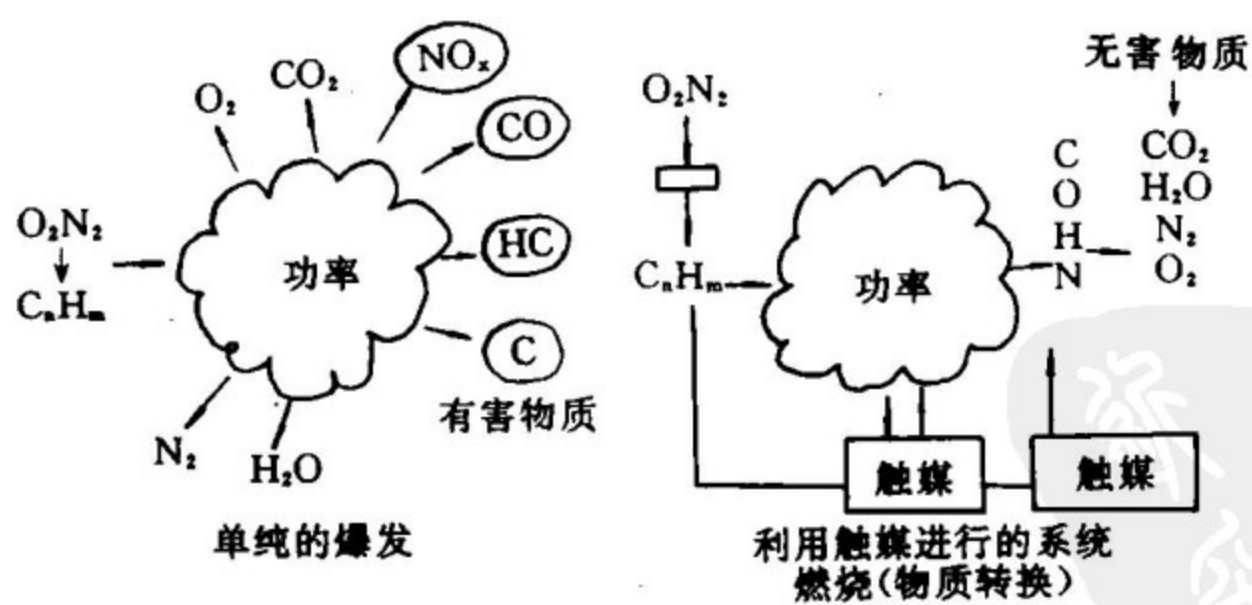 O₂
CO₂
NOₓ
CO
HC
C
有害物质
O₂N₂
CₙHₘ
功率
N₂
H₂O
单纯的爆发
O₂N₂
CₙHₘ
功率
C
O
H
N
无害物质
CO₂
H₂O
N₂
O₂
触媒
触媒
利用触媒进行的系统
燃烧(物质转换)